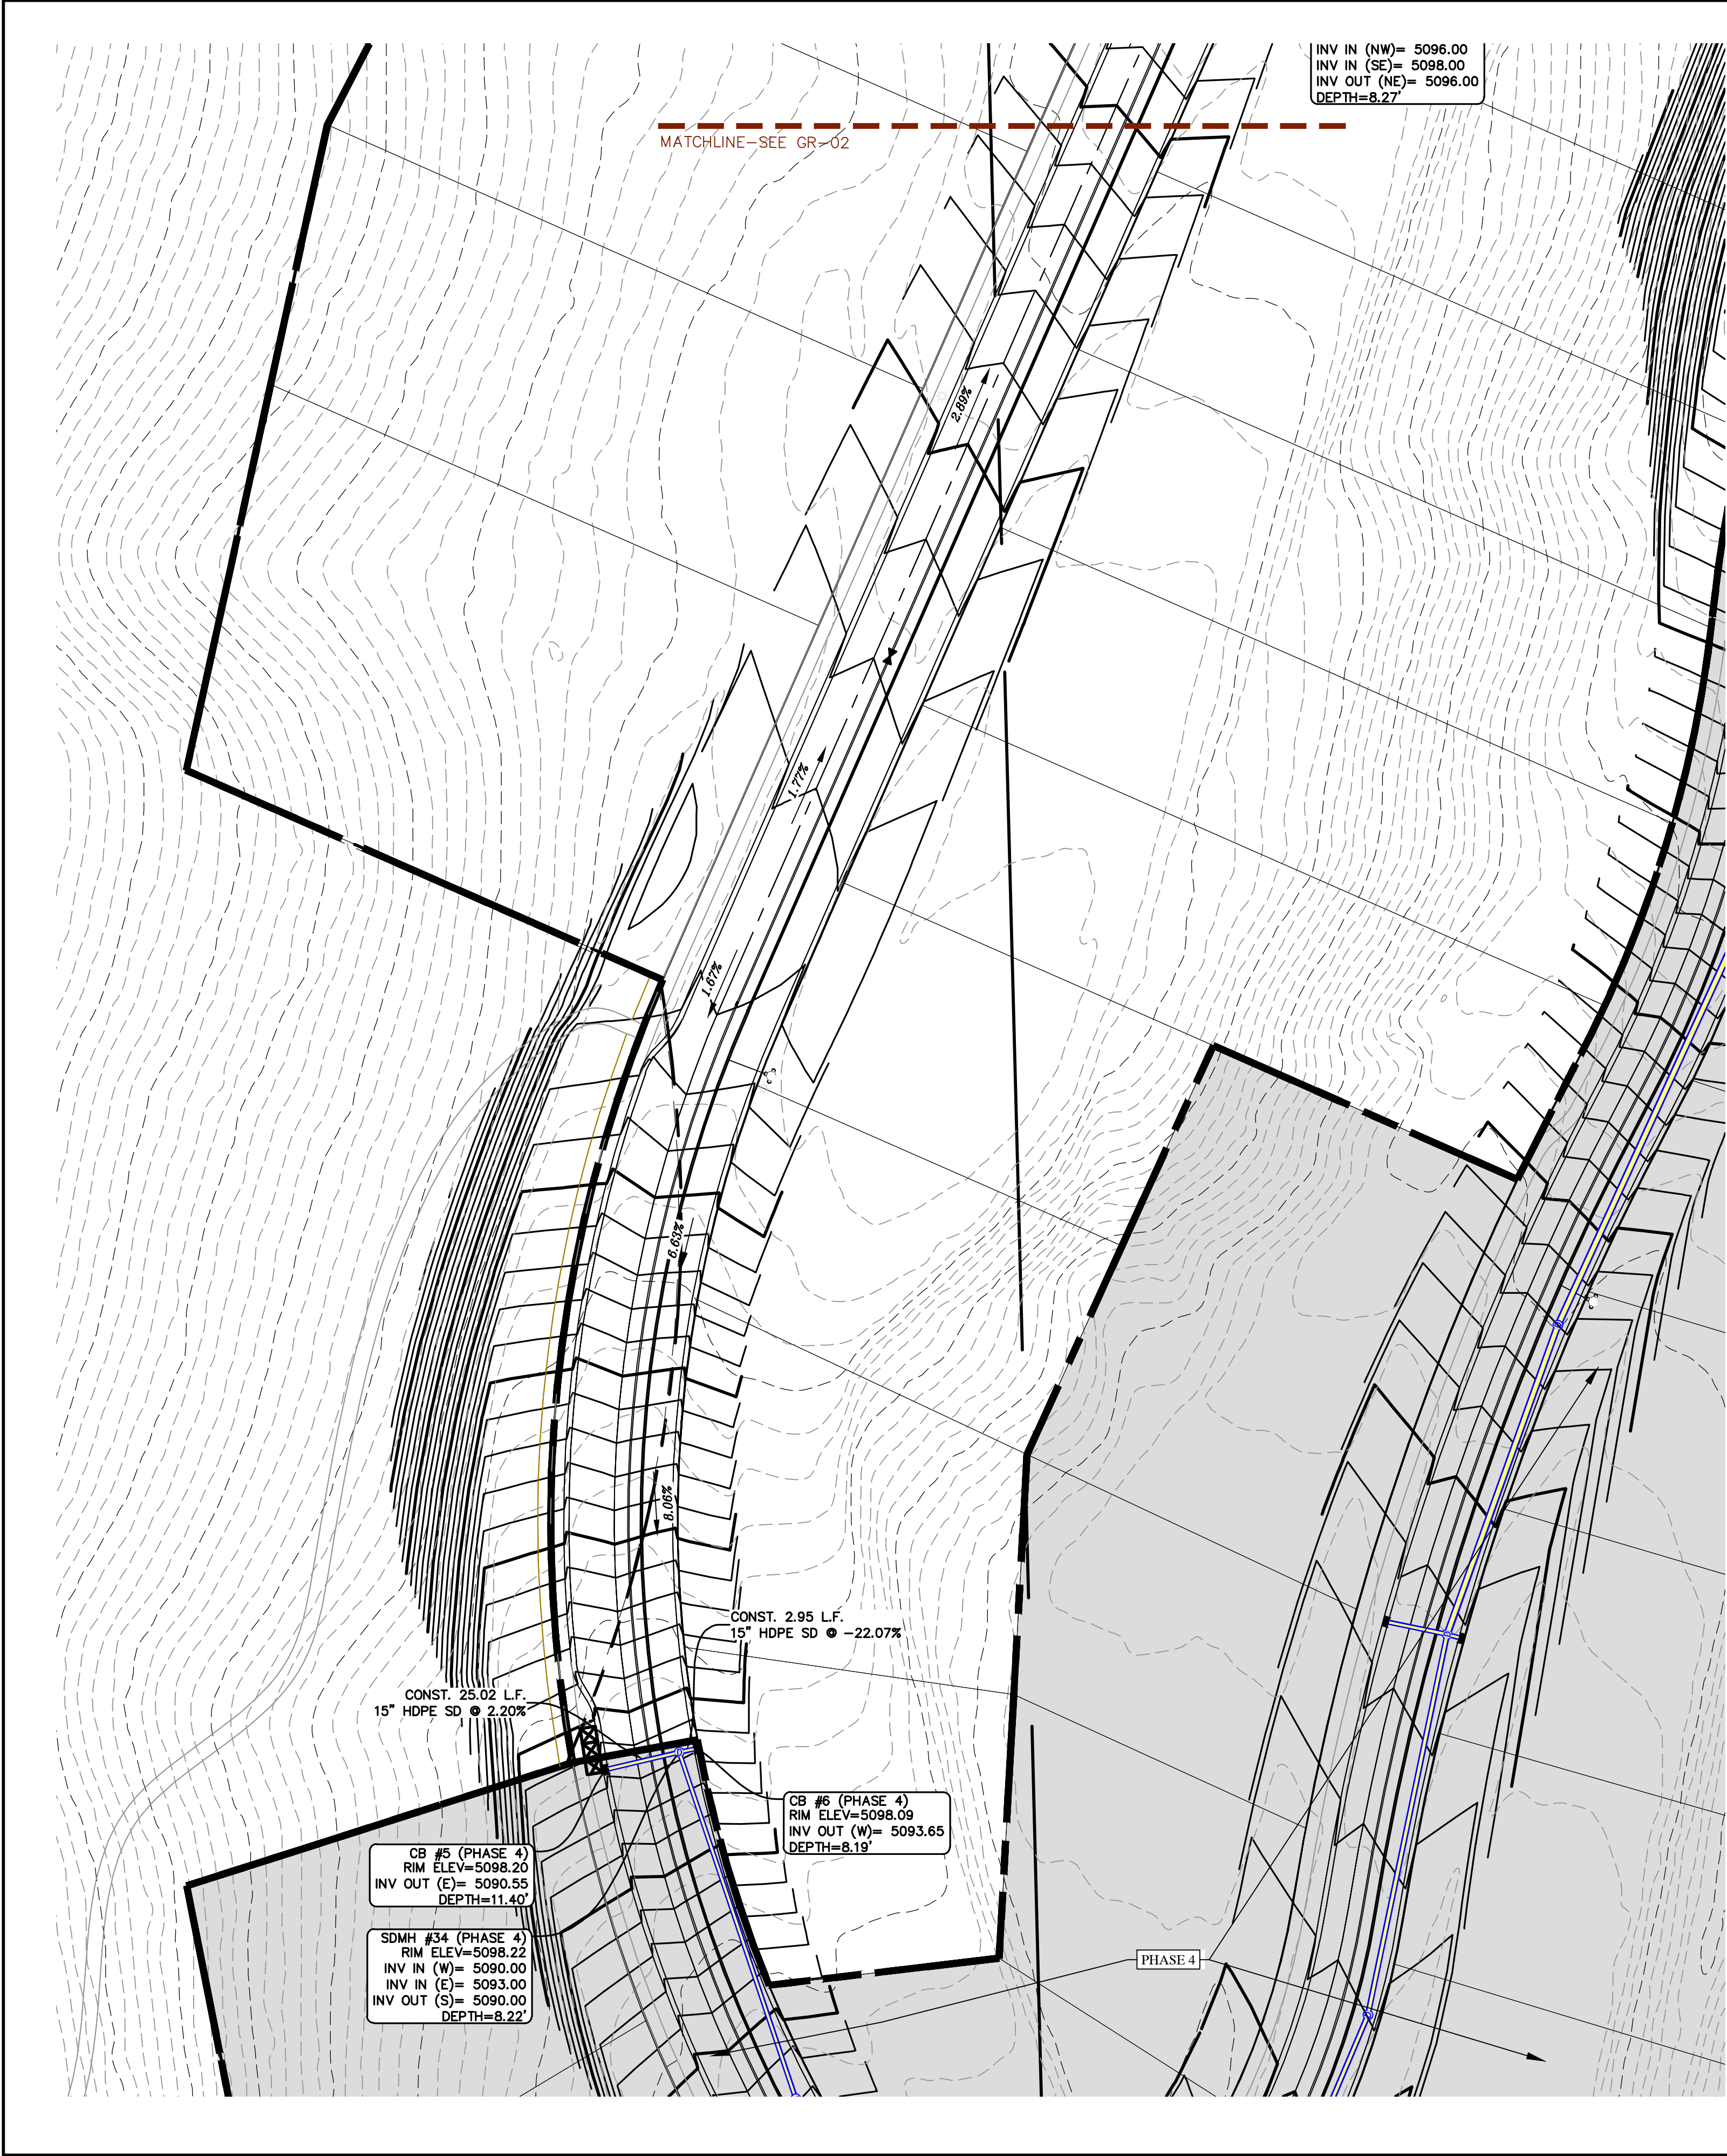 INV IN (NW)= 5096.00
INV IN (SE)= 5098.00
INV OUT (NE)= 5096.00
DEPTH=8.27'
MATCHLINE-SEE GR-02
2.89%
1.77%
1.67%
6.63%
8.06%
CONST. 2.95 L.F.
15" HDPE SD @ -22.07%
CONST. 25.02 L.F.
15" HDPE SD @ 2.20%
CB #6 (PHASE 4)
RIM ELEV=5098.09
INV OUT (W)= 5093.65
DEPTH=8.19'
CB #5 (PHASE 4)
RIM ELEV=5098.20
INV OUT (E)= 5090.55
DEPTH=11.40'
SDMH #34 (PHASE 4)
RIM ELEV=5098.22
INV IN (W)= 5090.00
INV IN (E)= 5093.00
INV OUT (S)= 5090.00
DEPTH=8.22'
PHASE 4